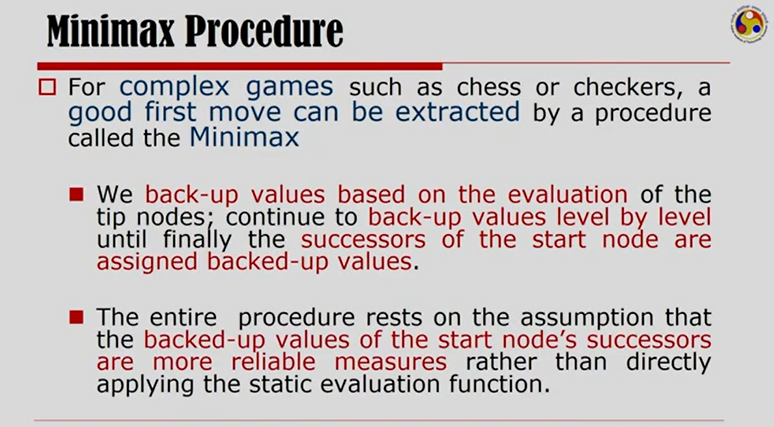 Minimax Procedure
For complex games such as chess or checkers, a
good first move can be extracted by a procedure
called the Minimax
We back-up values based on the evaluation of the
tip nodes; continue to back-up values level by level
until finally the successors of the start node are
assigned backed-up values.
The entire procedure rests on the assumption that
the backed-up values of the start node's successors
are more reliable measures rather than directly
applying the static evaluation function.